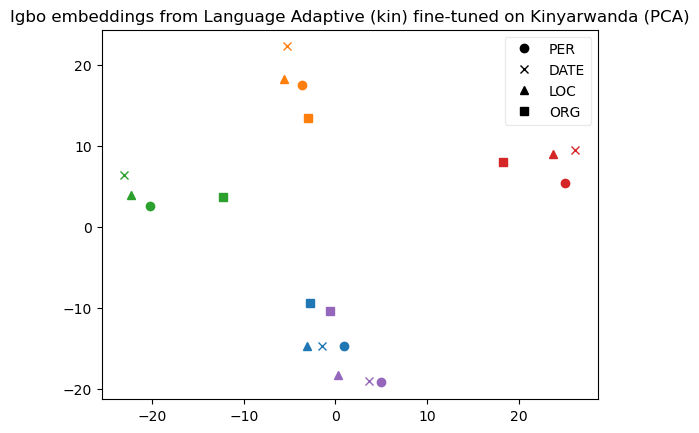 Igbo embeddings from Language Adaptive (kin) fine-tuned on Kinyarwanda (PCA)
PER
DATE
LOC
ORG
20
10
0
−10
−20
−20
−10
0
10
20